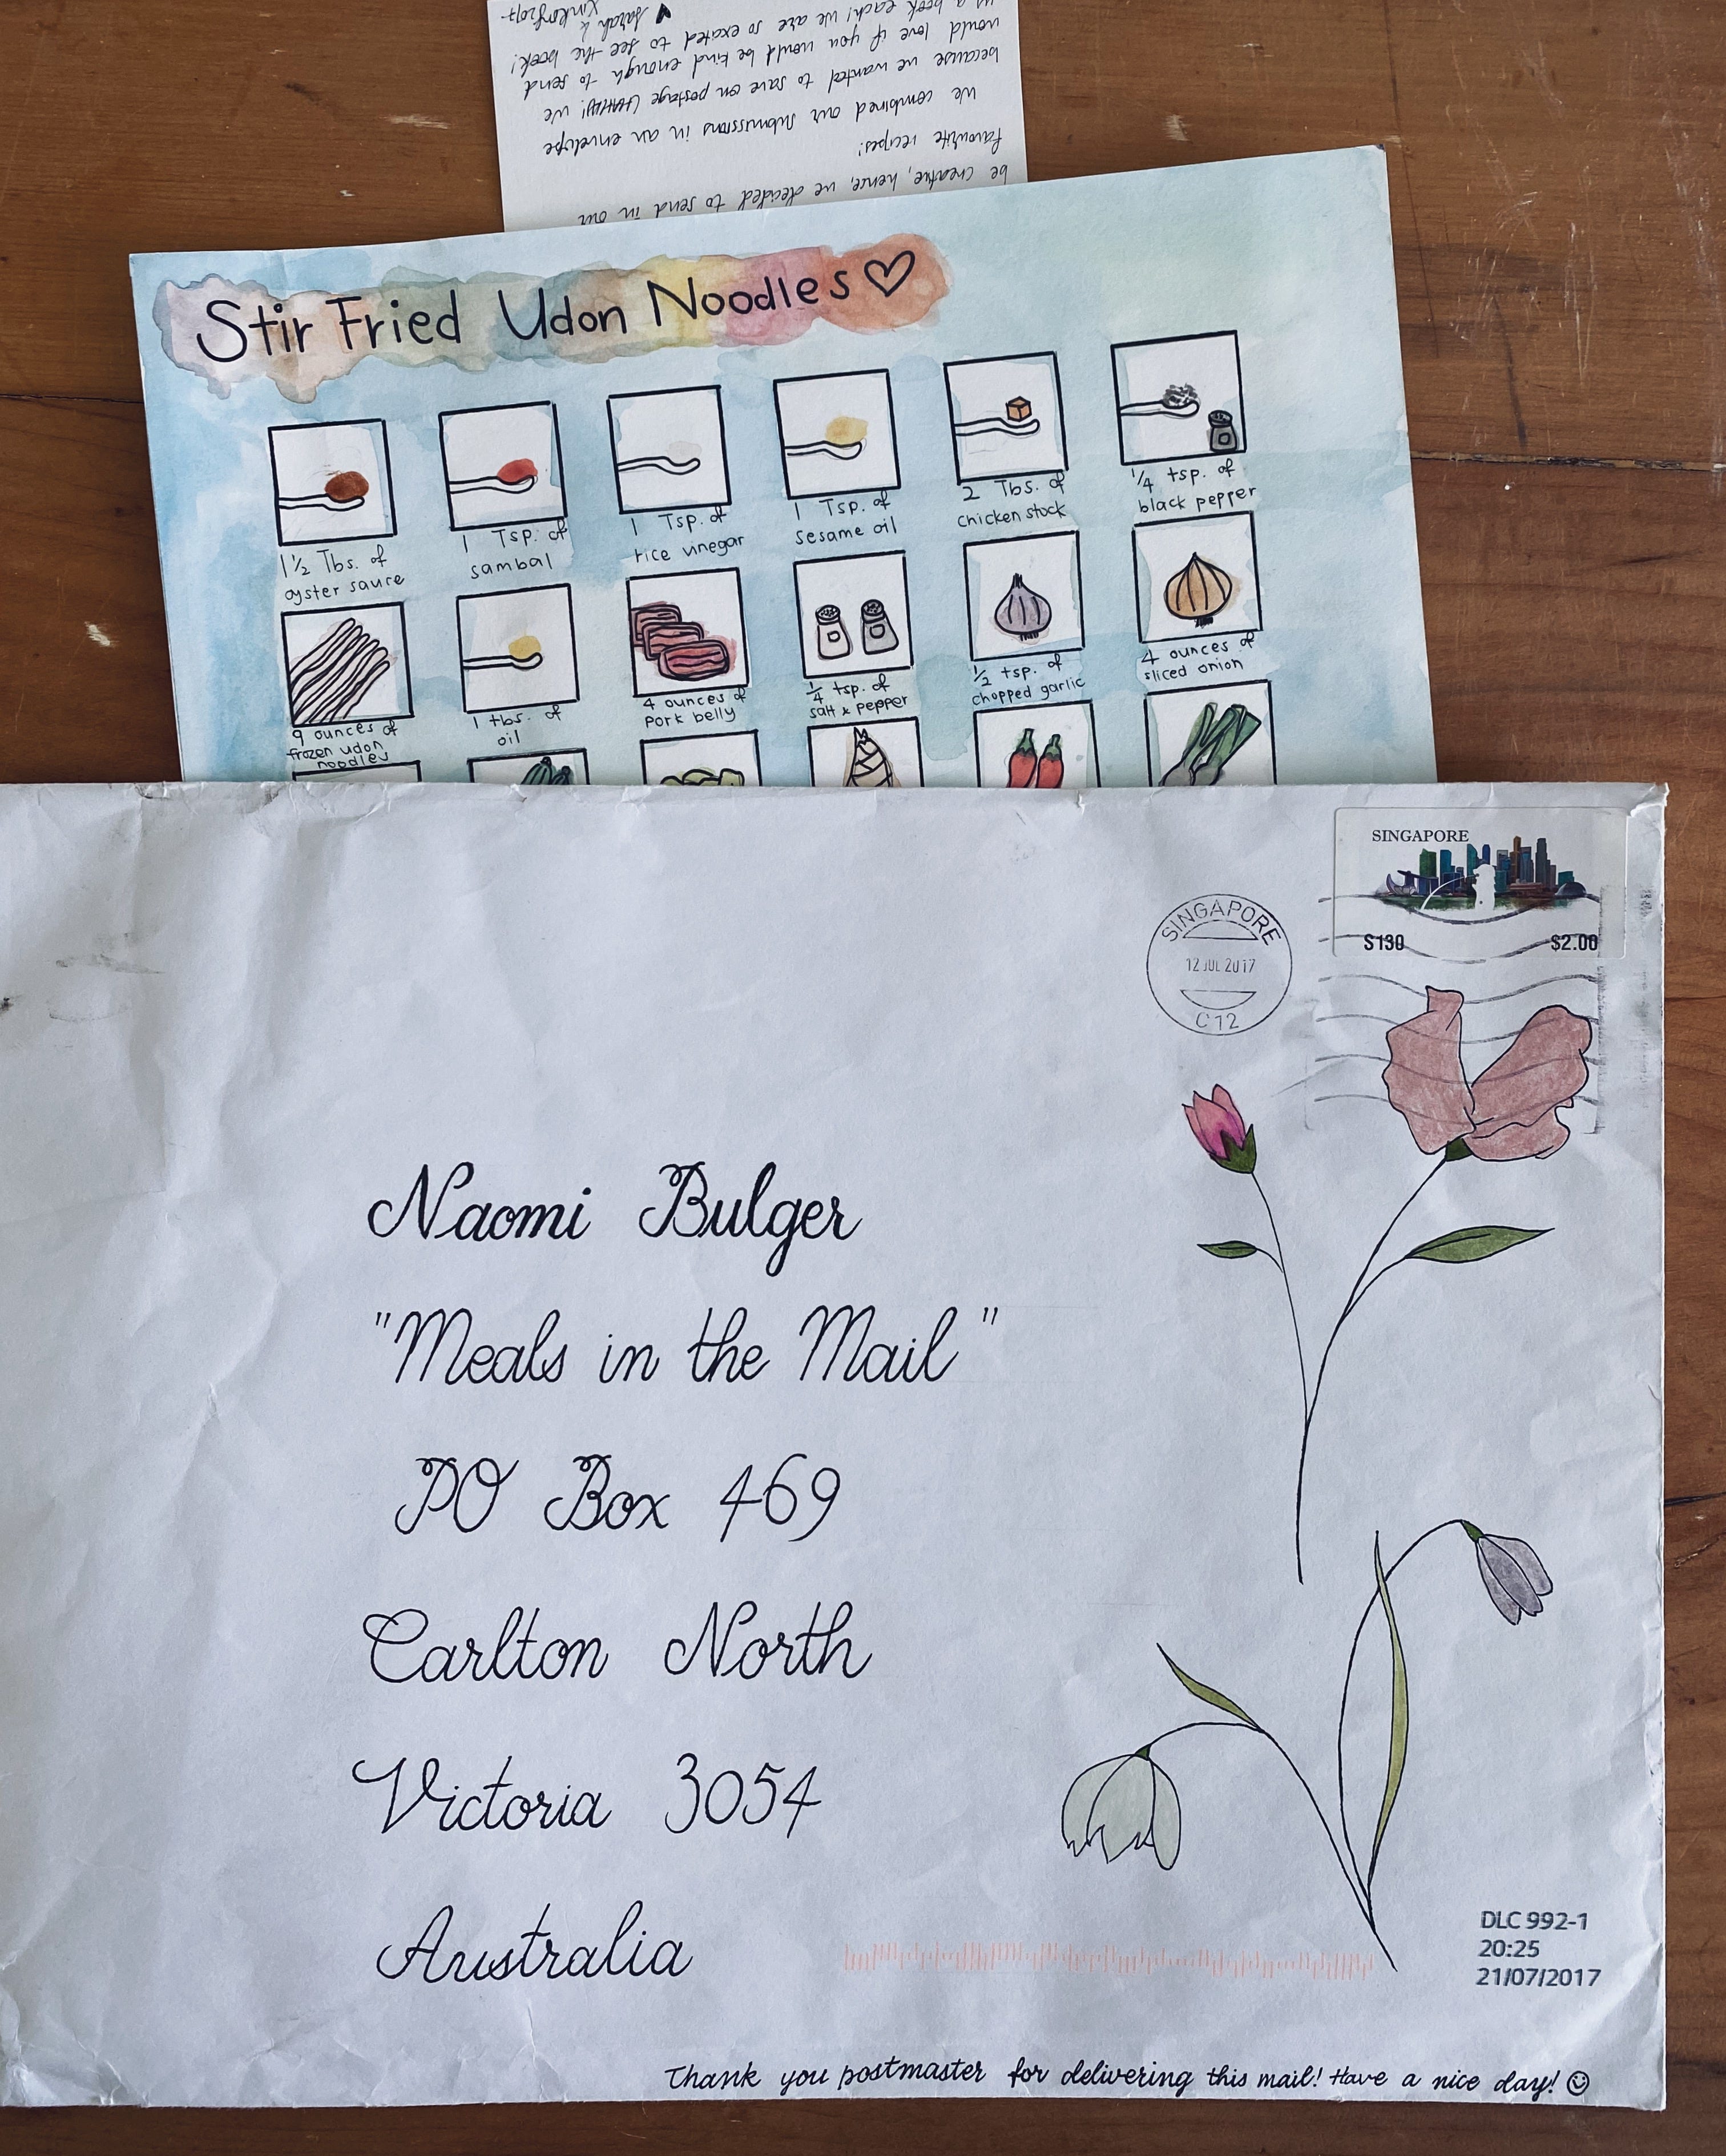 be creative, hence, we decided to send in our
favourite recipes!
We combined our submissions in an envelope
because we wanted to save on postage We
would love if you would be kind enough to send
us a book each! We are so excited to see the book!
♥ Sarah &
Stir Fried Udon Noodles ♡
1 1/2 Tbs. of
oyster sauce
1 Tsp. of
sambal
1 Tsp. of
rice vinegar
1 Tsp. of
sesame oil
2 Tbs. of
chicken stock
1/4 tsp. of
black pepper
9 ounces of
frozen udon
noodles
1 tbs. of
oil
4 ounces of
pork belly
1/4 tsp. of
salt & pepper
1/2 tsp. of
chopped garlic
4 ounces of
sliced onion
SINGAPORE
S130 $2.00
SINGAPORE
12 JUL 2017
C12
Naomi Bulger
"Meals in the Mail"
PO Box 469
Carlton North
Victoria 3054
Australia
DLC 992-1
20:25
21/07/2017
Thank you postmaster for delivering this mail! Have a nice day! ☺